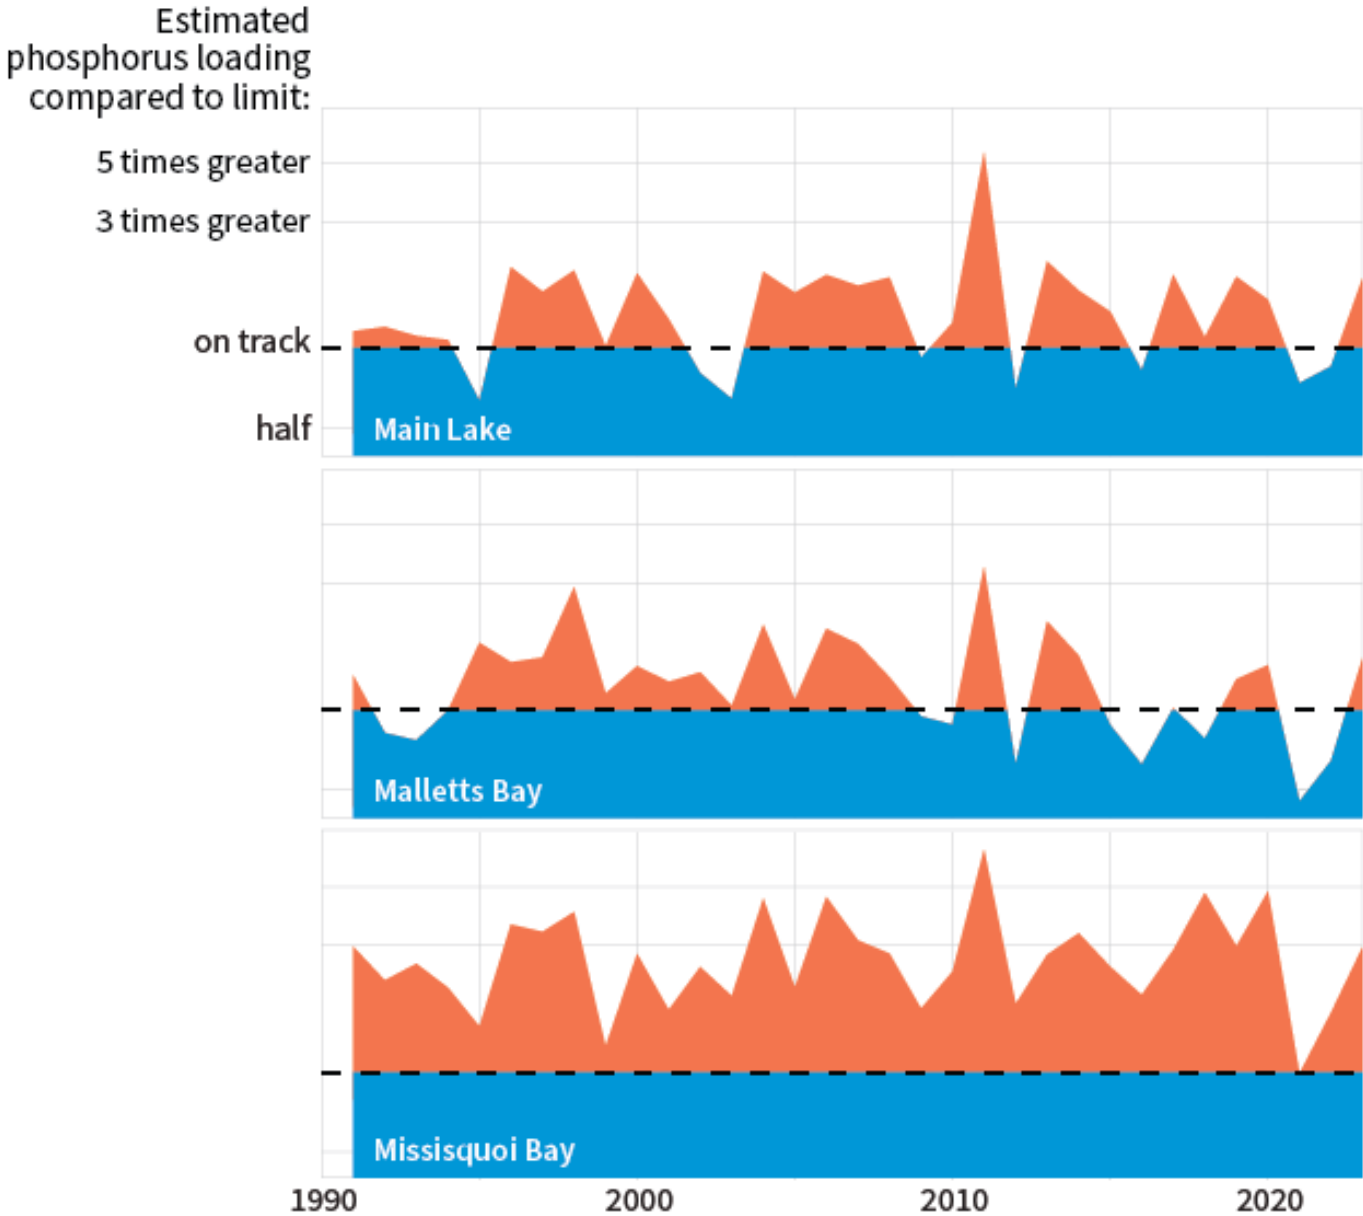 Estimated
phosphorus loading
compared to limit:
5 times greater
3 times greater
on track
half
Main Lake
Malletts Bay
Missisquoi Bay
1990 2000 2010 2020